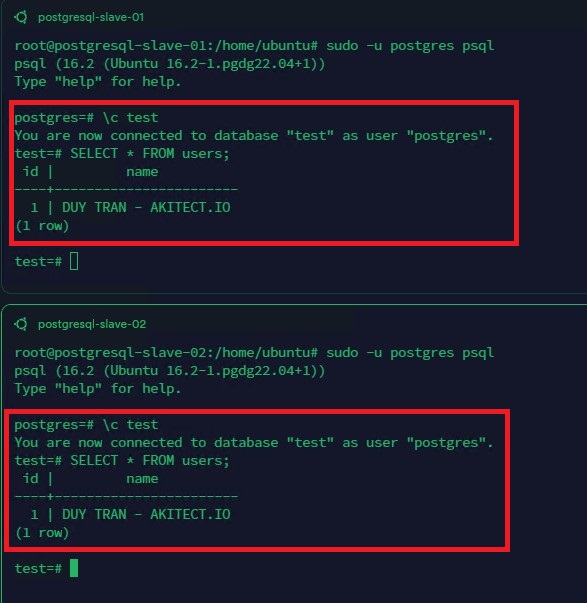 postgresql-slave-01
root@postgresql-slave-01:/home/ubuntu# sudo -u postgres psql
psql (16.2 (Ubuntu 16.2-1.pgdg22.04+1))
Type "help" for help.
postgres=# \c test
You are now connected to database "test" as user "postgres".
test=# SELECT * FROM users;
 id |         name
----+-----------------------
  1 | DUY TRAN - AKITECT.IO
(1 row)
test=#
postgresql-slave-02
root@postgresql-slave-02:/home/ubuntu# sudo -u postgres psql
psql (16.2 (Ubuntu 16.2-1.pgdg22.04+1))
Type "help" for help.
postgres=# \c test
You are now connected to database "test" as user "postgres".
test=# SELECT * FROM users;
 id |         name
----+-----------------------
  1 | DUY TRAN - AKITECT.IO
(1 row)
test=#